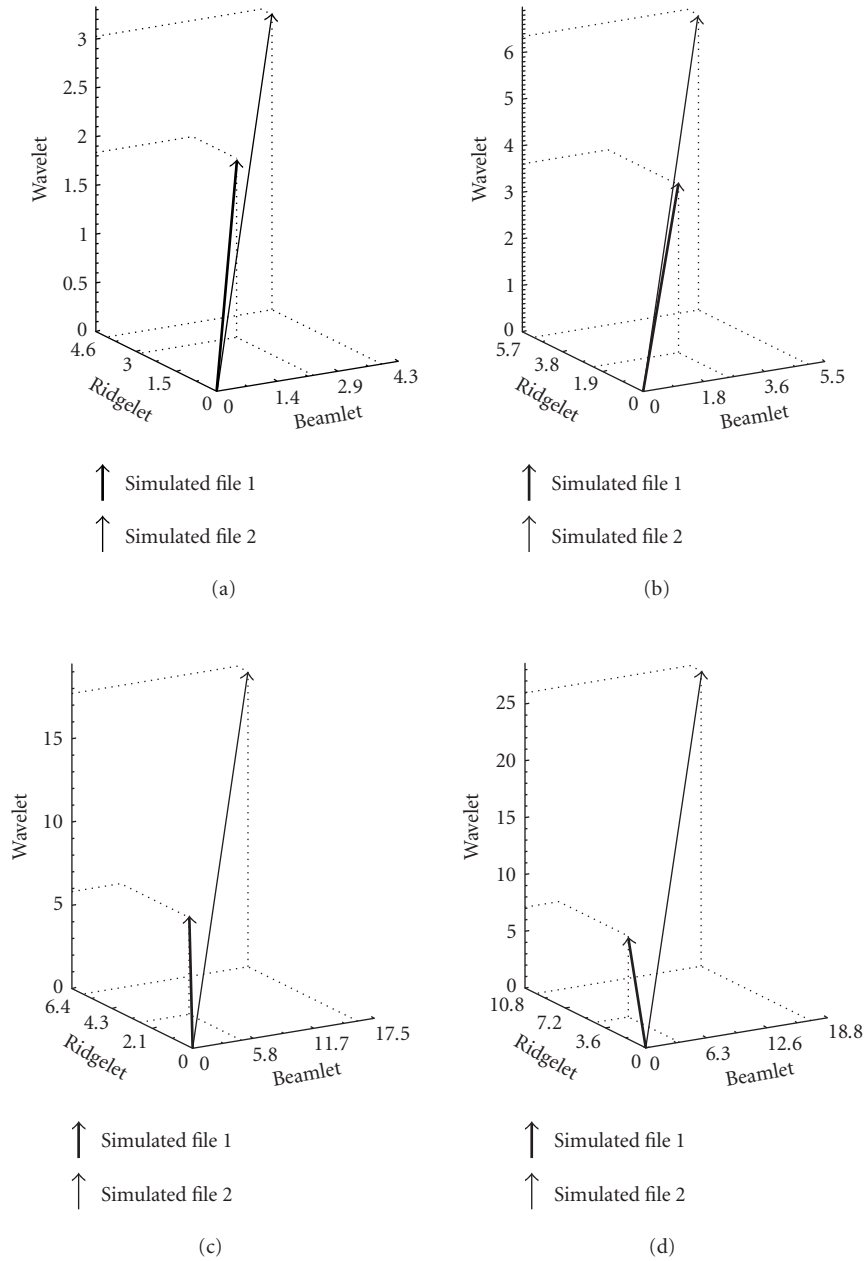 3
2.5
2
1.5
1
0.5
0
Wavelet
4.6
3
1.5
0
Ridgelet
0
1.4
2.9
4.3
Beamlet
Simulated file 1
Simulated file 2
(a)
6
5
4
3
2
1
0
Wavelet
5.7
3.8
1.9
0
Ridgelet
0
1.8
3.6
5.5
Beamlet
Simulated file 1
Simulated file 2
(b)
15
10
5
0
Wavelet
6.4
4.3
2.1
0
Ridgelet
0
5.8
11.7
17.5
Beamlet
Simulated file 1
Simulated file 2
(c)
25
20
15
10
5
0
Wavelet
10.8
7.2
3.6
0
Ridgelet
0
6.3
12.6
18.8
Beamlet
Simulated file 1
Simulated file 2
(d)